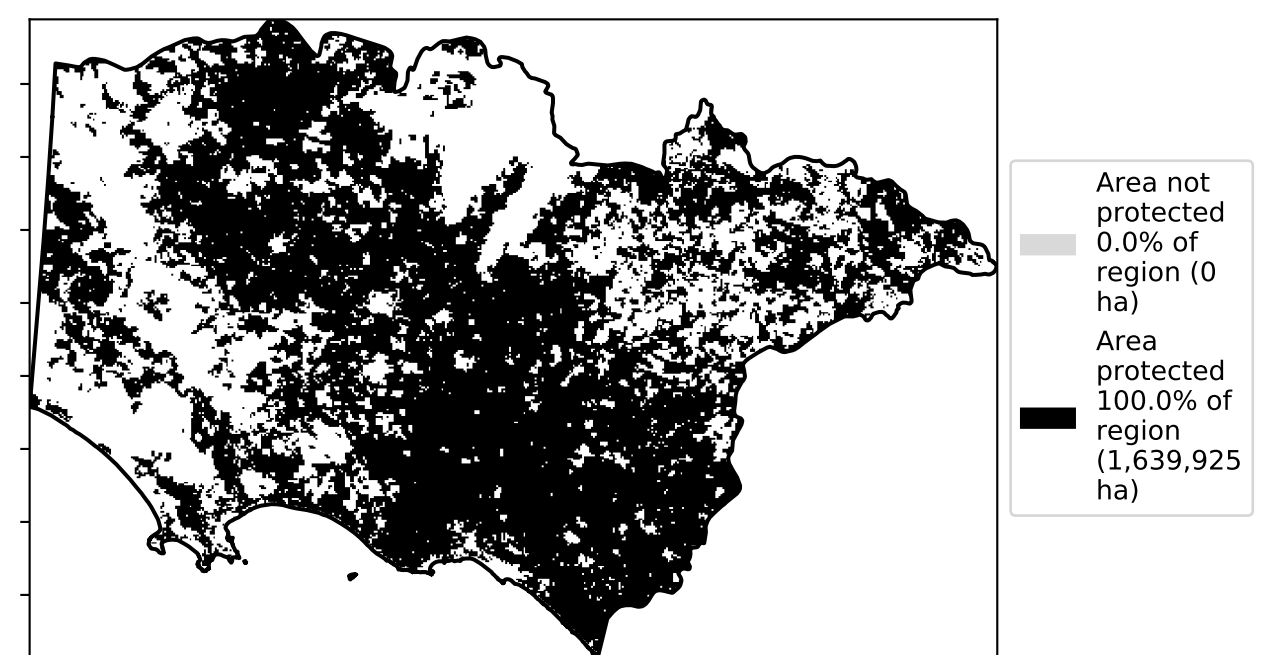 Area not
protected
0.0% of
region (0
ha)
Area
protected
100.0% of
region
(1,639,925
ha)